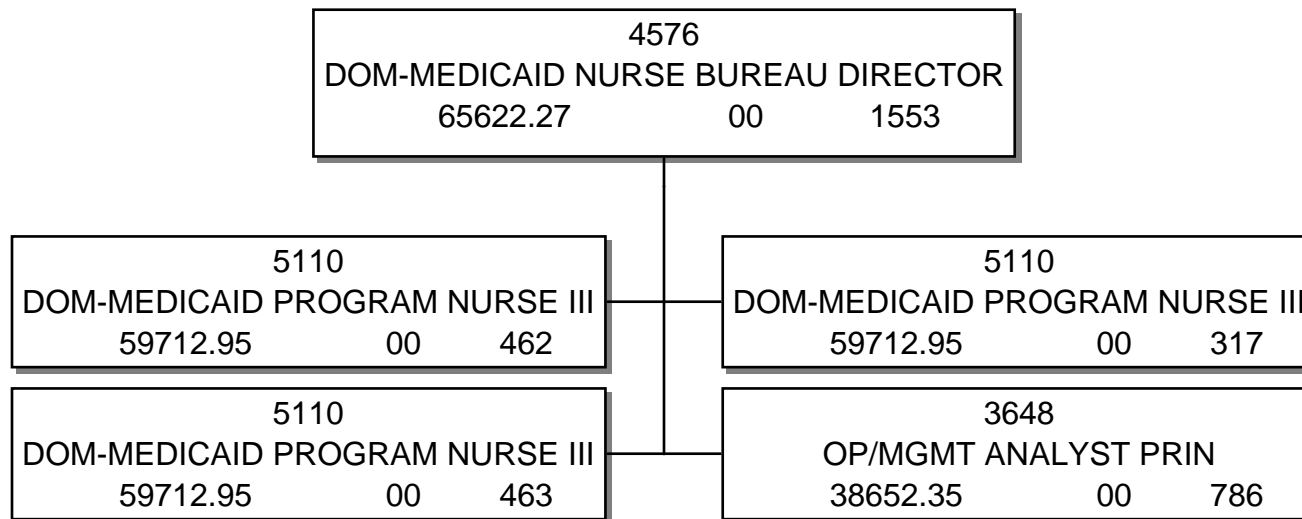 4576
DOM-MEDICAID NURSE BUREAU DIRECTOR
65622.27 00 1553
5110
DOM-MEDICAID PROGRAM NURSE III
59712.95 00 462
5110
DOM-MEDICAID PROGRAM NURSE III
59712.95 00 317
5110
DOM-MEDICAID PROGRAM NURSE III
59712.95 00 463
3648
OP/MGMT ANALYST PRIN
38652.35 00 786